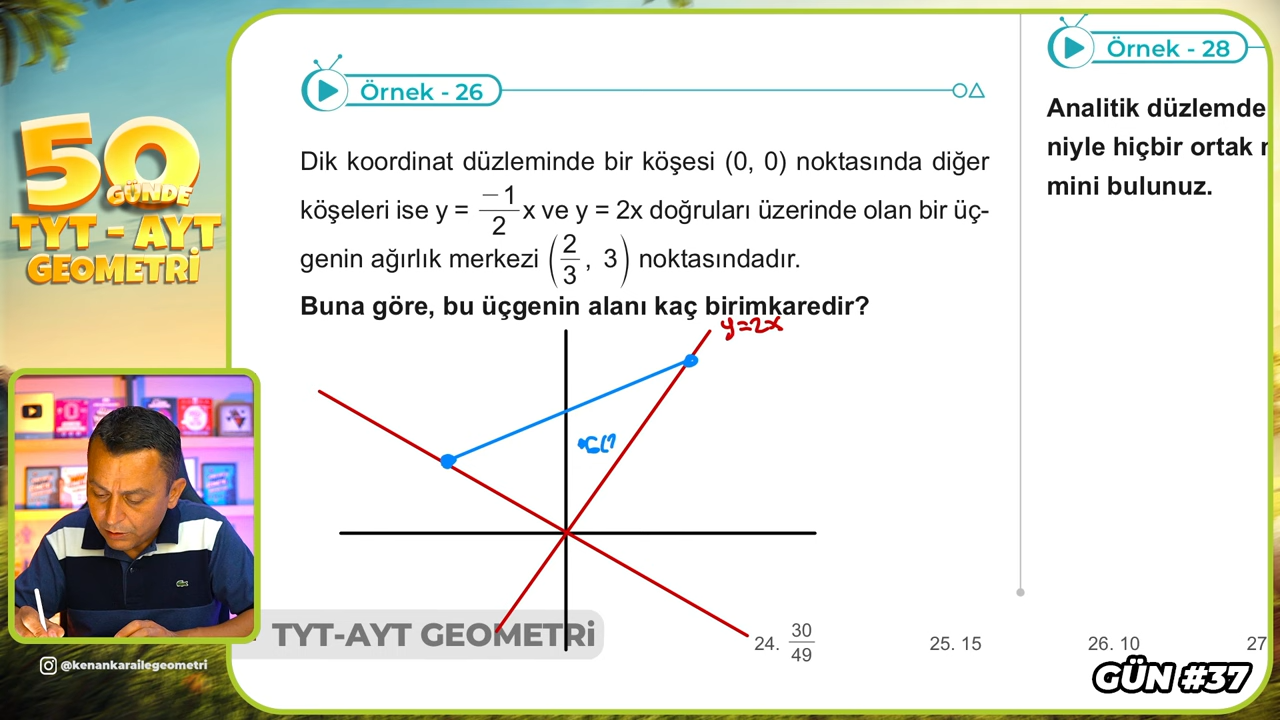 50
GÜNDE
TYT - AYT
GEOMETRİ
Örnek - 26
Dik koordinat düzleminde bir köşesi (0, 0) noktasında diğer
köşeleri ise y = -1/2 x ve y = 2x doğruları üzerinde olan bir üç-
genin ağırlık merkezi (2/3, 3) noktasındadır.
Buna göre, bu üçgenin alanı kaç birimkaredir?
y=2x
G(
Örnek - 28
Analitik düzlemde
niyle hiçbir ortak
mini bulunuz.
TYT-AYT GEOMETRİ
24. 30/49
25. 15
26. 10
27
GÜN #37
@kenankarailegeometri